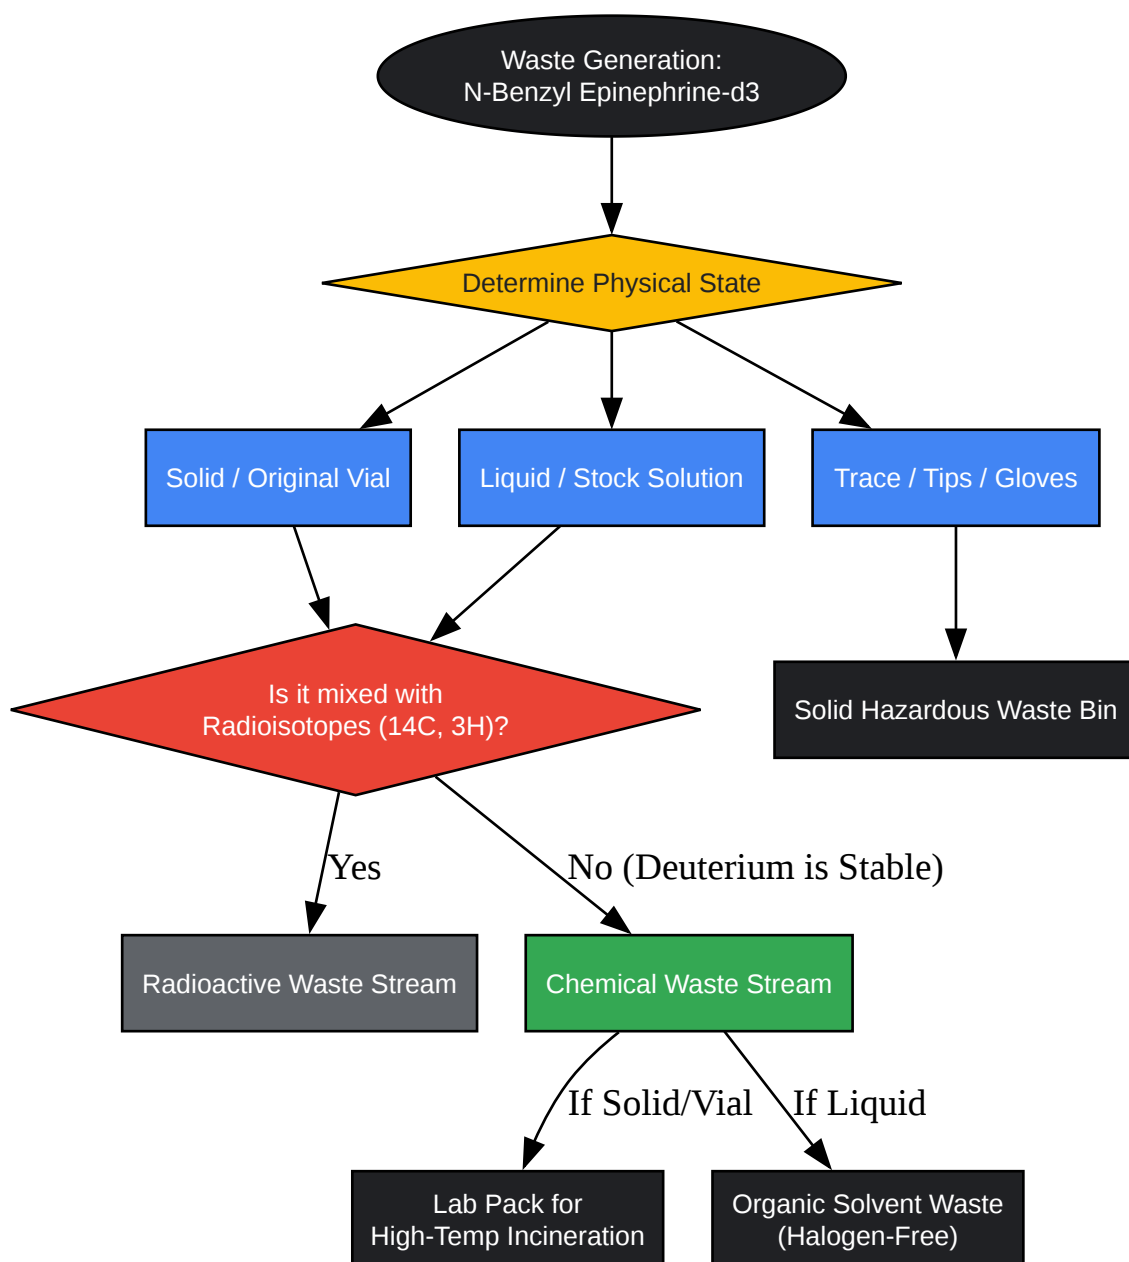 Waste Generation:
N-Benzyl Epinephrine-d3
Determine Physical State
Solid / Original Vial
Liquid / Stock Solution
Trace / Tips / Gloves
Is it mixed with
Radioisotopes (14C, 3H)?
Solid Hazardous Waste Bin
Yes
No (Deuterium is Stable)
Radioactive Waste Stream
Chemical Waste Stream
If Solid/Vial
If Liquid
Lab Pack for
High-Temp Incineration
Organic Solvent Waste
(Halogen-Free)